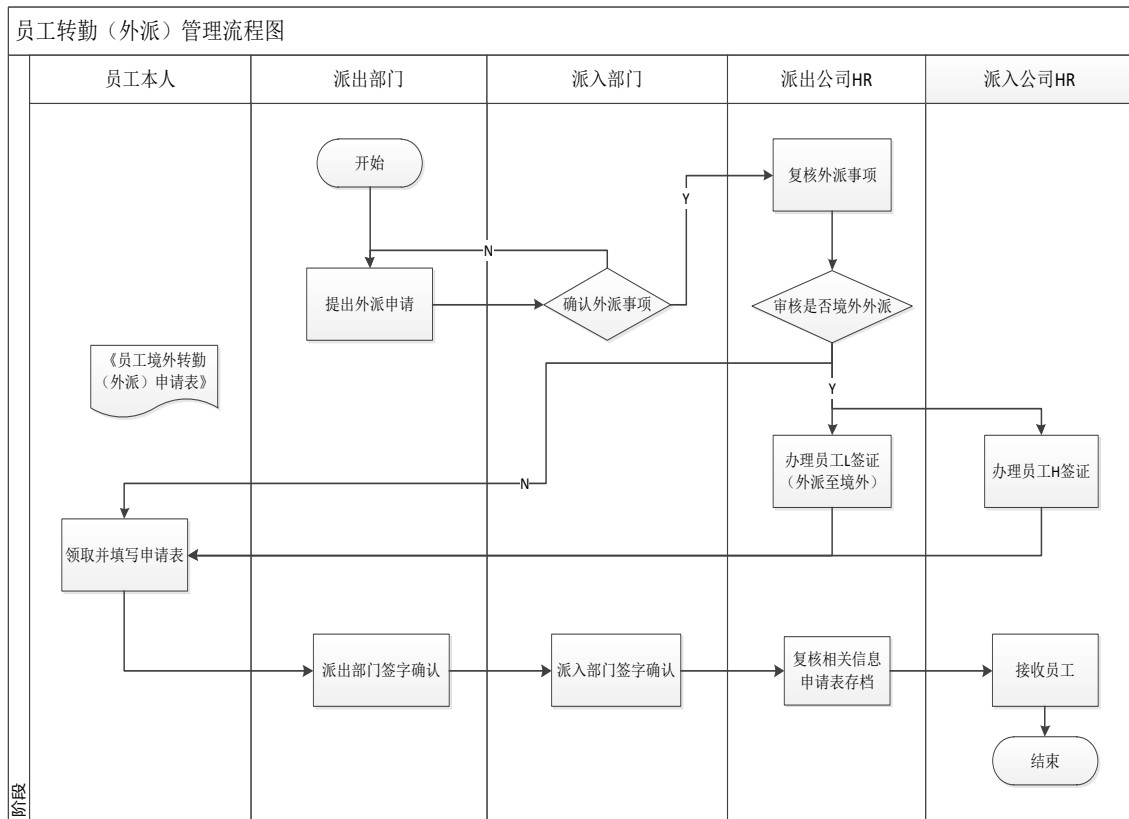 员工转勤（外派）管理流程图
员工本人
派出部门
派入部门
派出公司HR
派入公司HR
开始
复核外派事项
Y
N
提出外派申请
确认外派事项
审核是否境外外派
《员工境外转勤
（外派）申请表》
Y
办理员工L签证
（外派至境外）
办理员工H签证
N
领取并填写申请表
派出部门签字确认
派入部门签字确认
复核相关信息
申请表存档
接收员工
结束
阶段